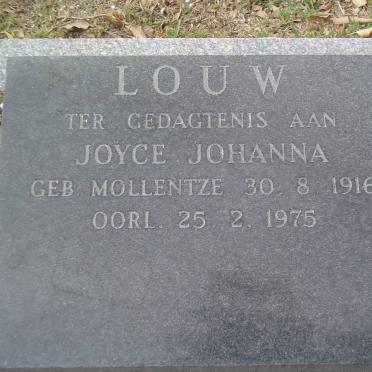 LOUW
TER GEDAGTENIS AAN
JOYCE JOHANNA
GEB MOLLENTZE 30. 8. 1916
OORL. 25. 2. 1975